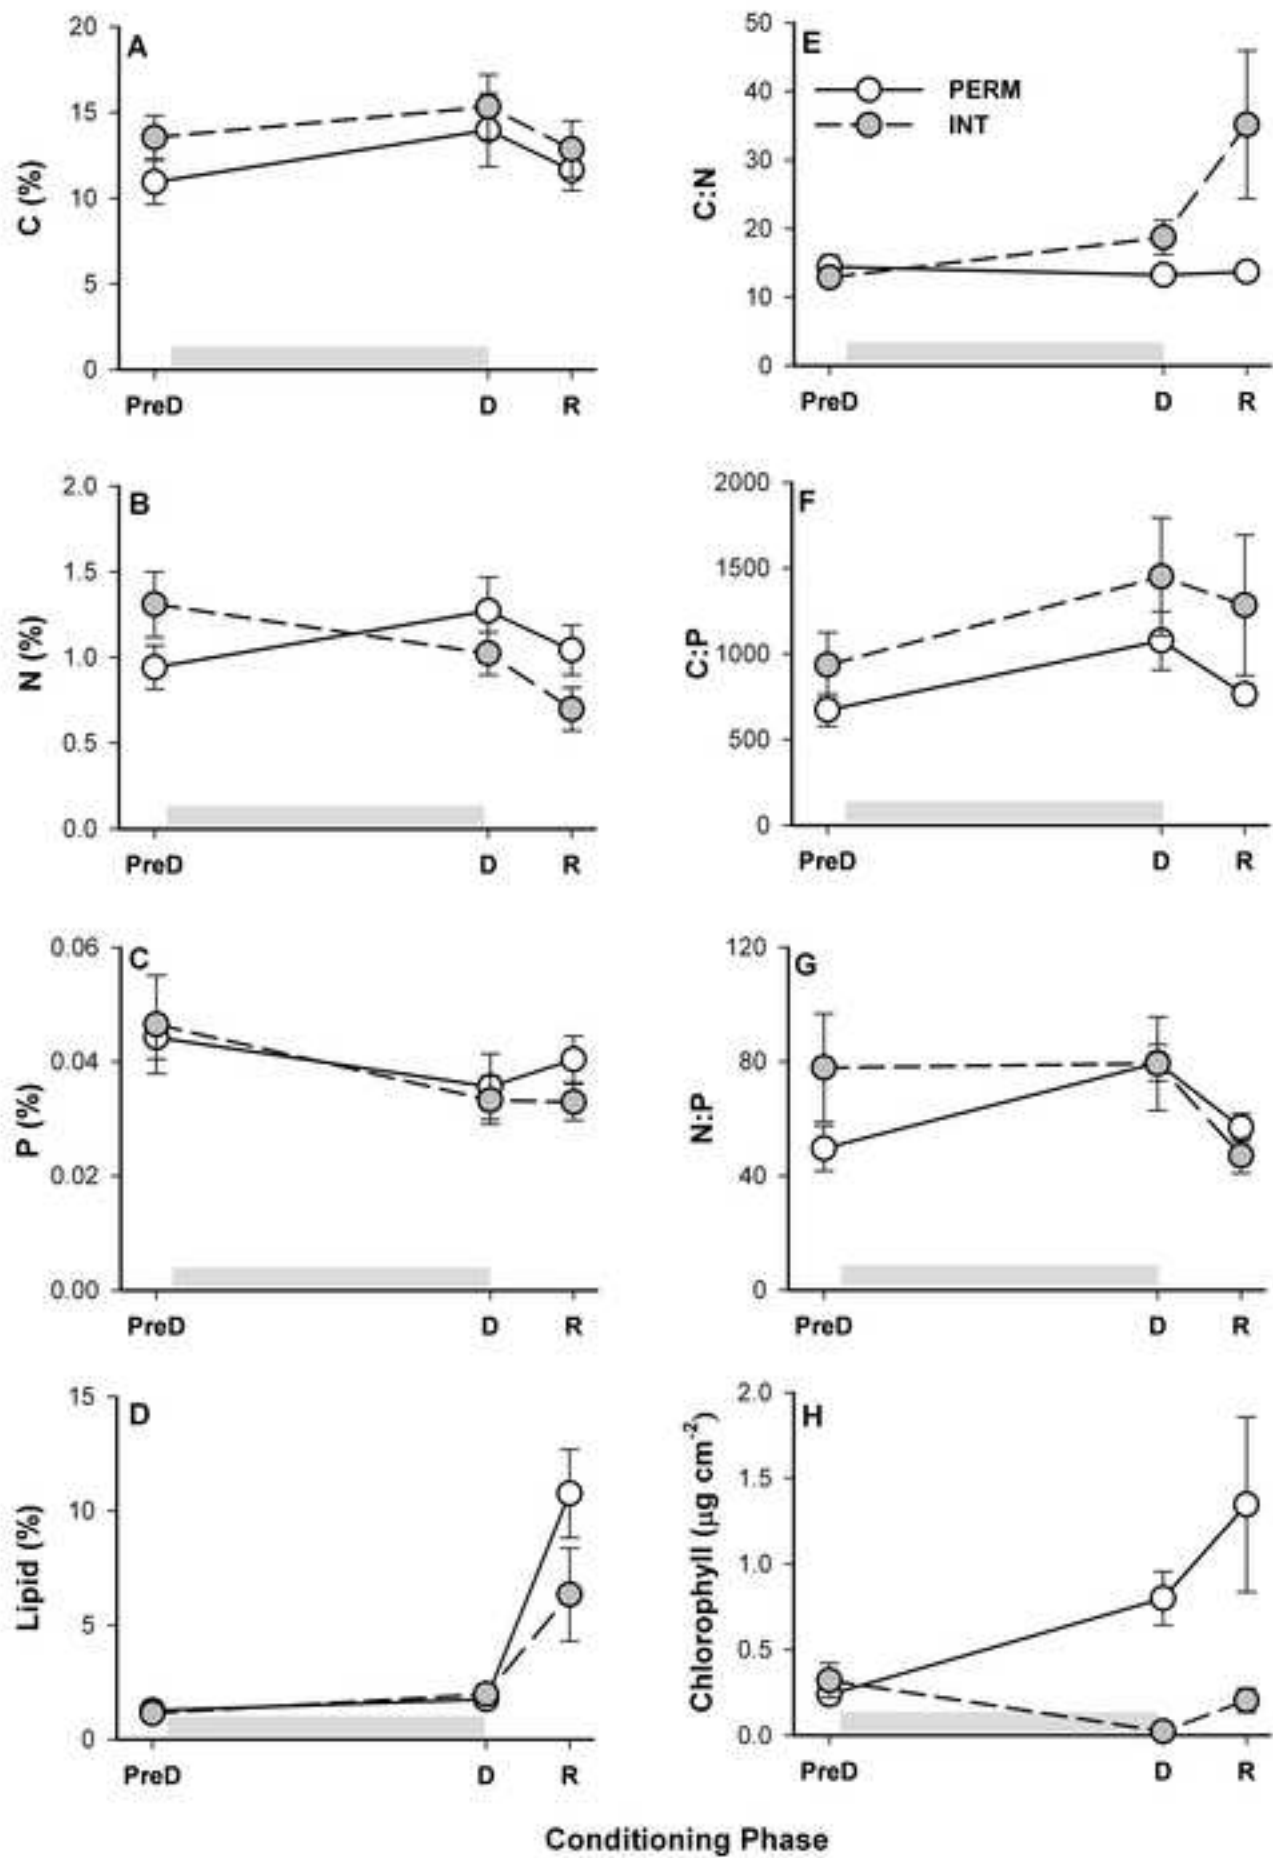 A
C (%)
20
15
10
5
0
PreD D R
E
PERM
INT
C:N
50
40
30
20
10
0
PreD D R
B
N (%)
2.0
1.5
1.0
0.5
0.0
PreD D R
F
C:P
2000
1500
1000
500
0
PreD D R
C
P (%)
0.06
0.04
0.02
0.00
PreD D R
G
N:P
120
80
40
0
PreD D R
D
Lipid (%)
15
10
5
0
PreD D R
H
Chlorophyll (µg cm⁻²)
2.0
1.5
1.0
0.5
0.0
PreD D R
Conditioning Phase